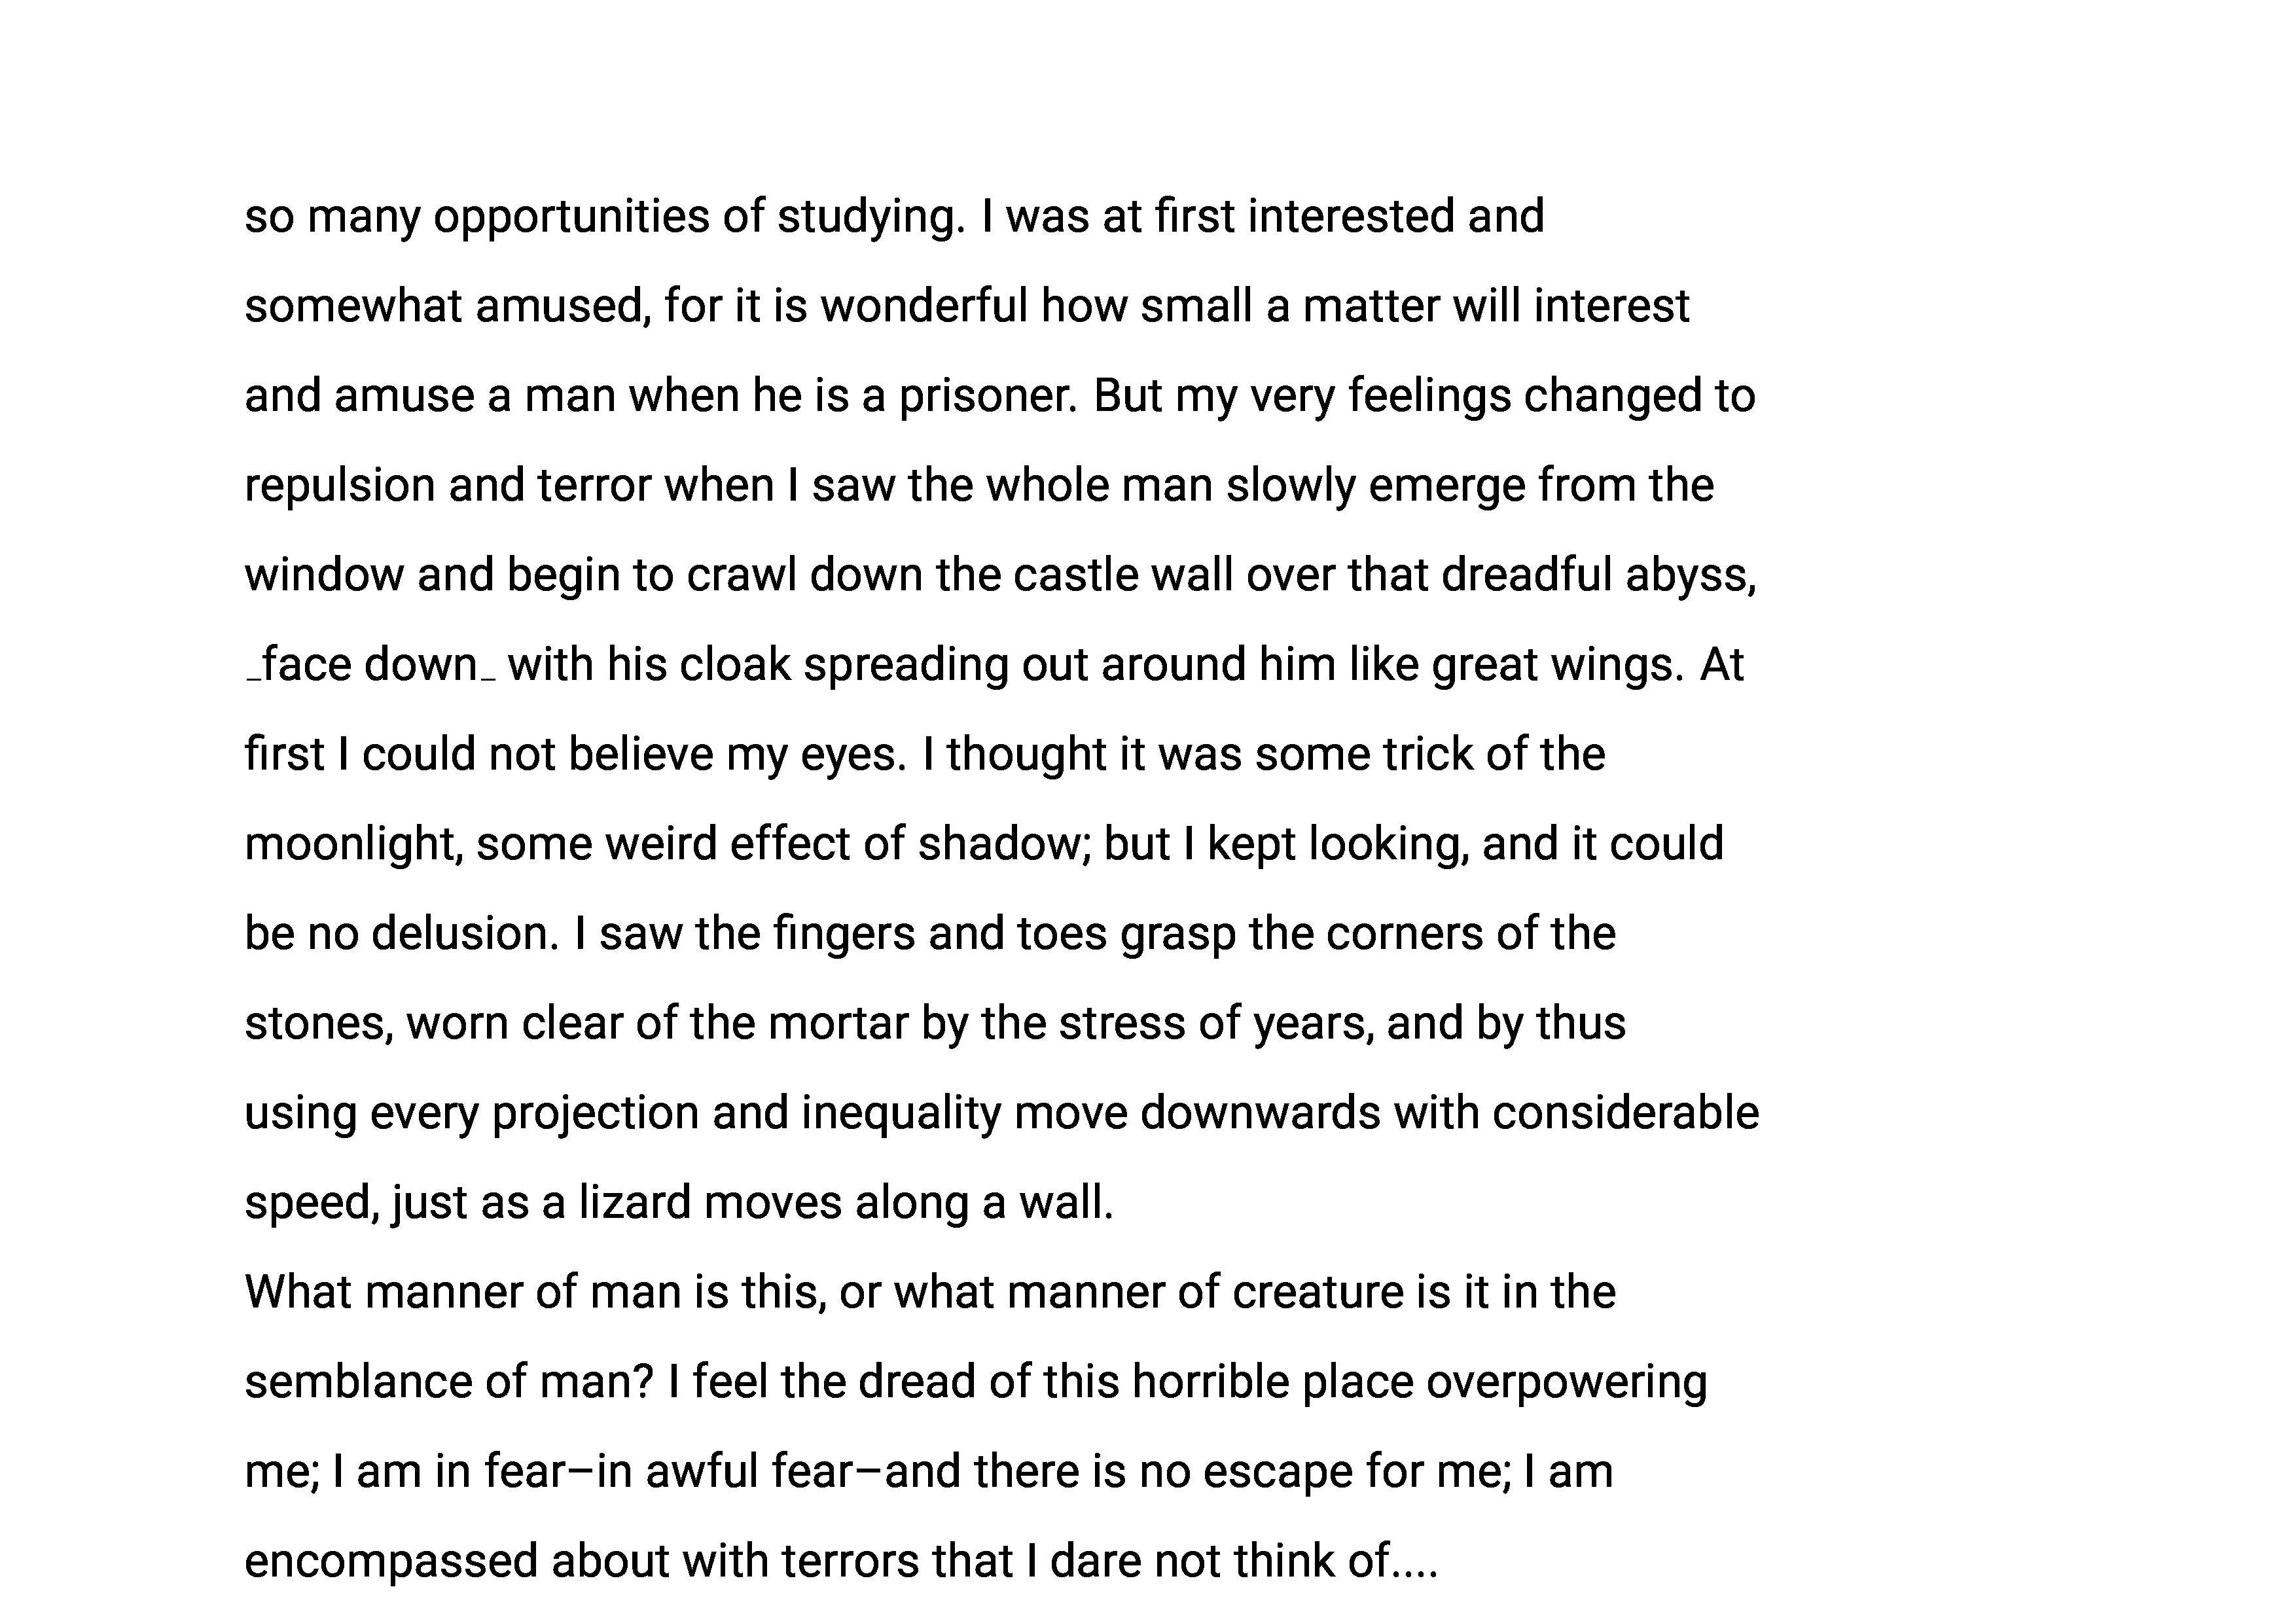 so many opportunities of studying. I was at first interested and
somewhat amused, for it is wonderful how small a matter will interest
and amuse a man when he is a prisoner. But my very feelings changed to
repulsion and terror when I saw the whole man slowly emerge from the
window and begin to crawl down the castle wall over that dreadful abyss,
_face down_ with his cloak spreading out around him like great wings. At
first I could not believe my eyes. I thought it was some trick of the
moonlight, some weird effect of shadow; but I kept looking, and it could
be no delusion. I saw the fingers and toes grasp the corners of the
stones, worn clear of the mortar by the stress of years, and by thus
using every projection and inequality move downwards with considerable
speed, just as a lizard moves along a wall.
What manner of man is this, or what manner of creature is it in the
semblance of man? I feel the dread of this horrible place overpowering
me; I am in fear–in awful fear–and there is no escape for me; I am
encompassed about with terrors that I dare not think of....